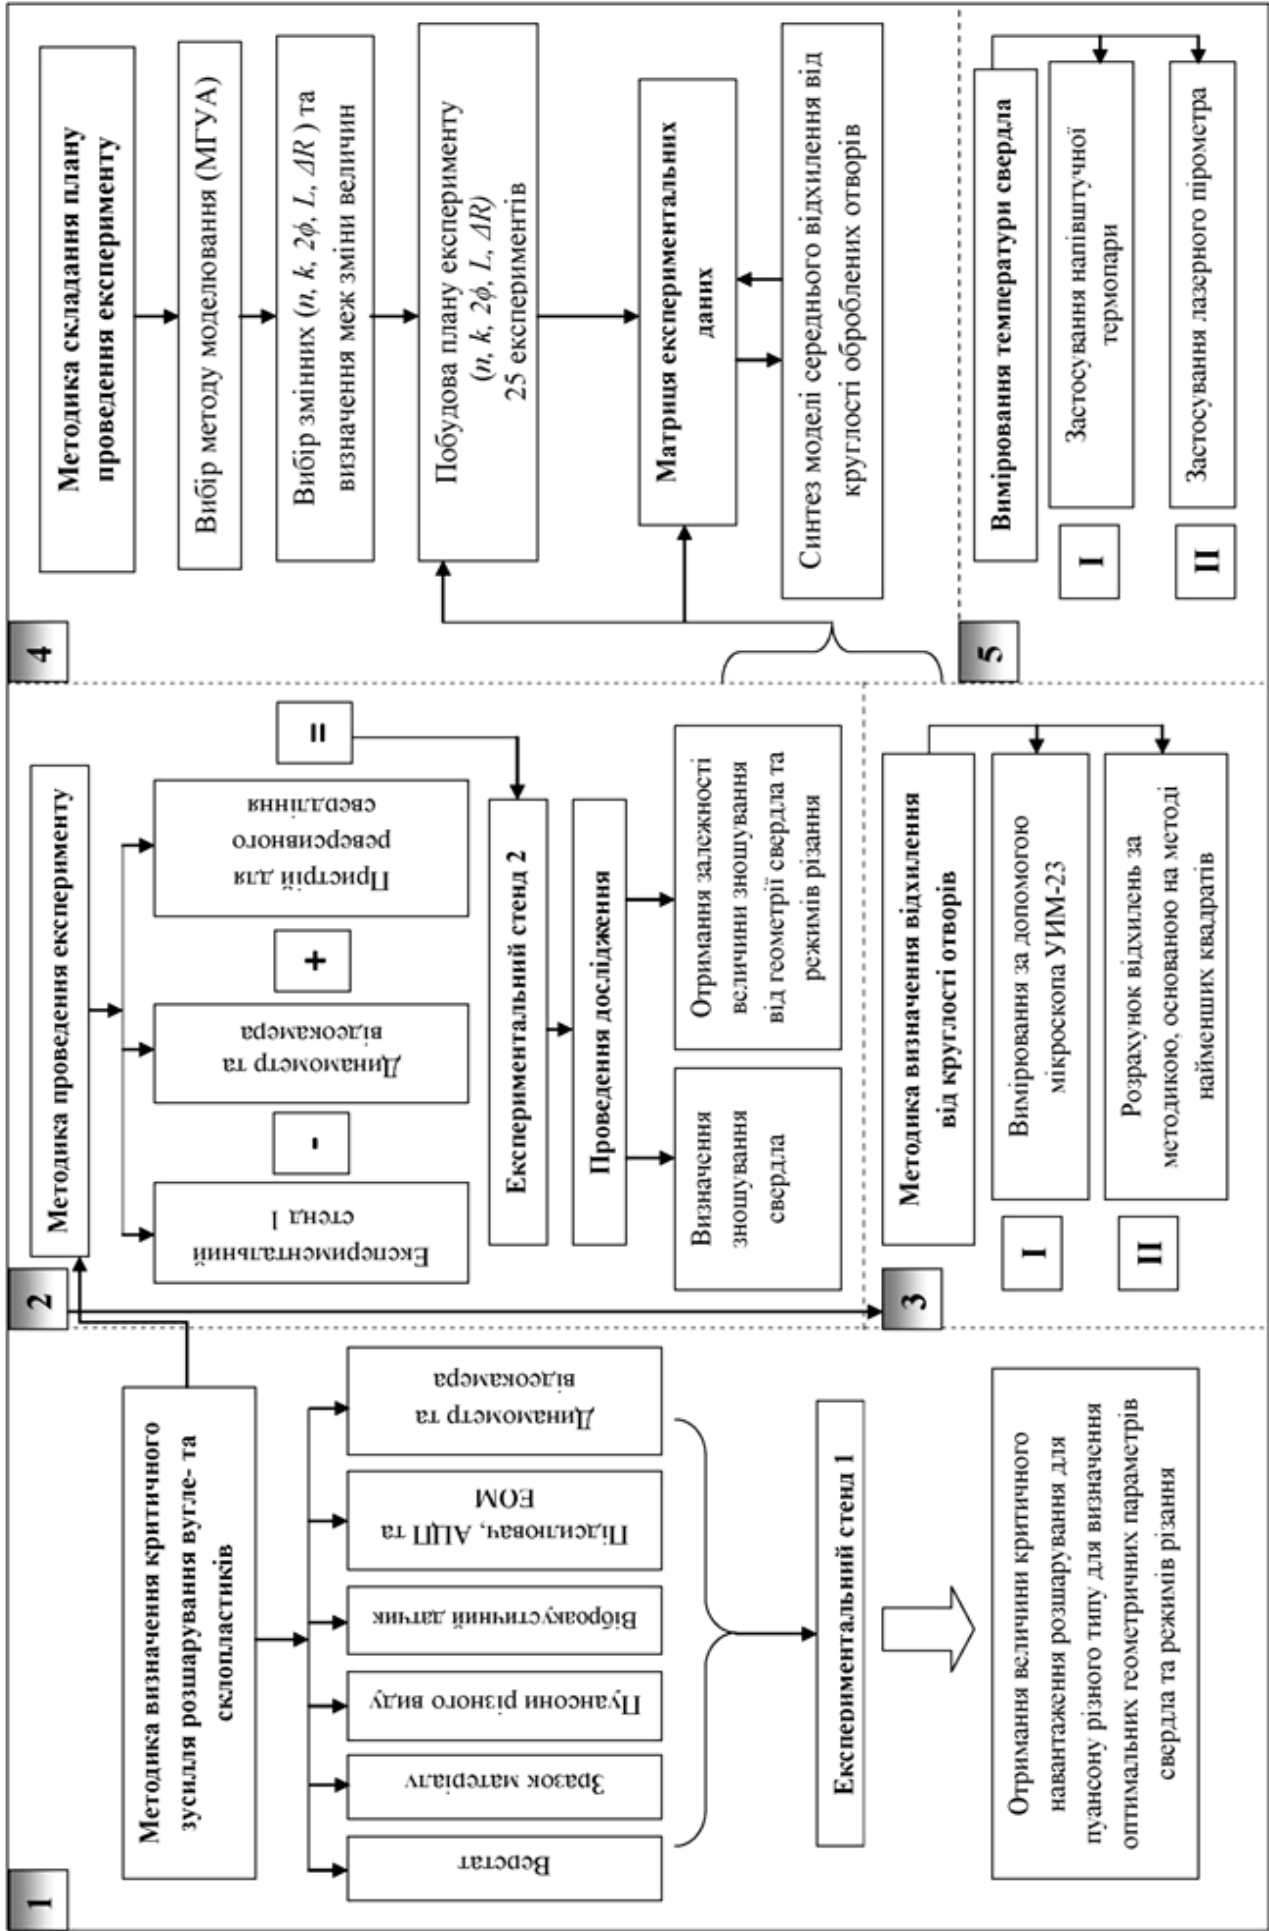 1
Методика визначення критичного
зусилля розшарування вугле- та
склопластиків
Верстат
Зразок матеріалу
Пуансони різного виду
Віброакустичний датчик
Підсилювач, АЦП та
ЕОМ
Динамометр та
відеокамера
Експериментальний стенд 1
Отримання величини критичного
навантаження розшарування для
пуансону різного типу для визначення
оптимальних геометричних параметрів
свердла та режимів різання
2
Методика проведення експерименту
Експериментальний
стенд 1
-
Динамометр та
відеокамера
+
Пристрій для
реверсивного
свердління
=
Експериментальний стенд 2
Проведення дослідження
Визначення
зношування
свердла
Отримання залежності
величини зношування
від геометрії свердла та
режимів різання
3
Методика визначення відхилення
від круглості отворів
I
Вимірювання за допомогою
мікроскопа УИМ-23
II
Розрахунок відхилень за
методикою, основаною на методі
найменших квадратів
4
Методика складання плану
проведення експерименту
Вибір методу моделювання (МГУА)
Вибір змінних (n, k, 2ϕ, L, ΔR ) та
визначення меж зміни величин
Побудова плану експерименту
(n, k, 2ϕ, L, ΔR)
25 експериментів
Матриця експериментальних
даних
Синтез моделі середнього відхилення від
круглості оброблених отворів
5
Вимірювання температури свердла
I
Застосування напівштучної
термопари
II
Застосування лазерного пірометра